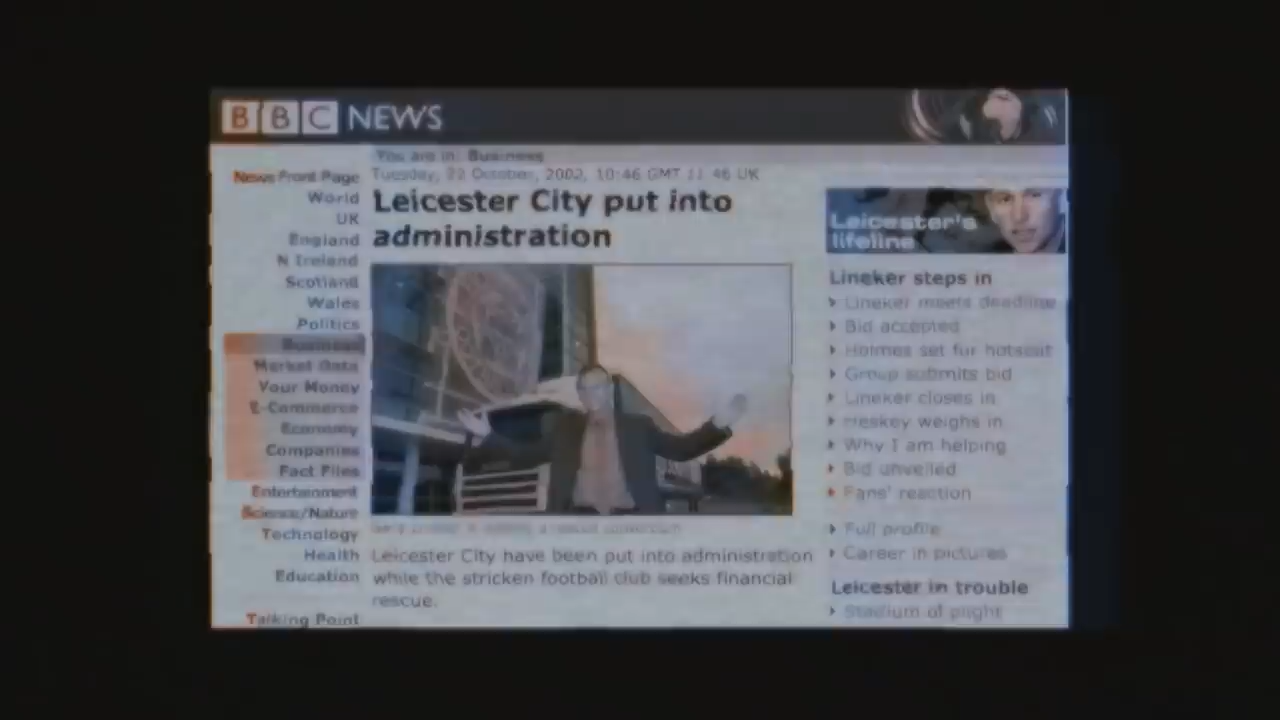 BBC NEWS
You are in: Business
Tuesday, 22 October, 2002, 10:46 GMT 11:46 UK
Leicester City put into
administration
News Front Page
World
UK
England
N Ireland
Scotland
Wales
Politics
Business
Market Data
Your Money
E-Commerce
Economy
Companies
Fact Files
Entertainment
Science/Nature
Technology
Health
Education
Talking Point
Leicester City have been put into administration
while the stricken football club seeks financial
rescue.
Leicester's
lifeline
Lineker steps in
Lineker meets deadline
Bid accepted
Holmes set for hotseat
Group submits bid
Lineker closes in
Heskey weighs in
Why I am helping
Bid unveiled
Fans' reaction
Full profile
Career in pictures
Leicester in trouble
Stadium of plight